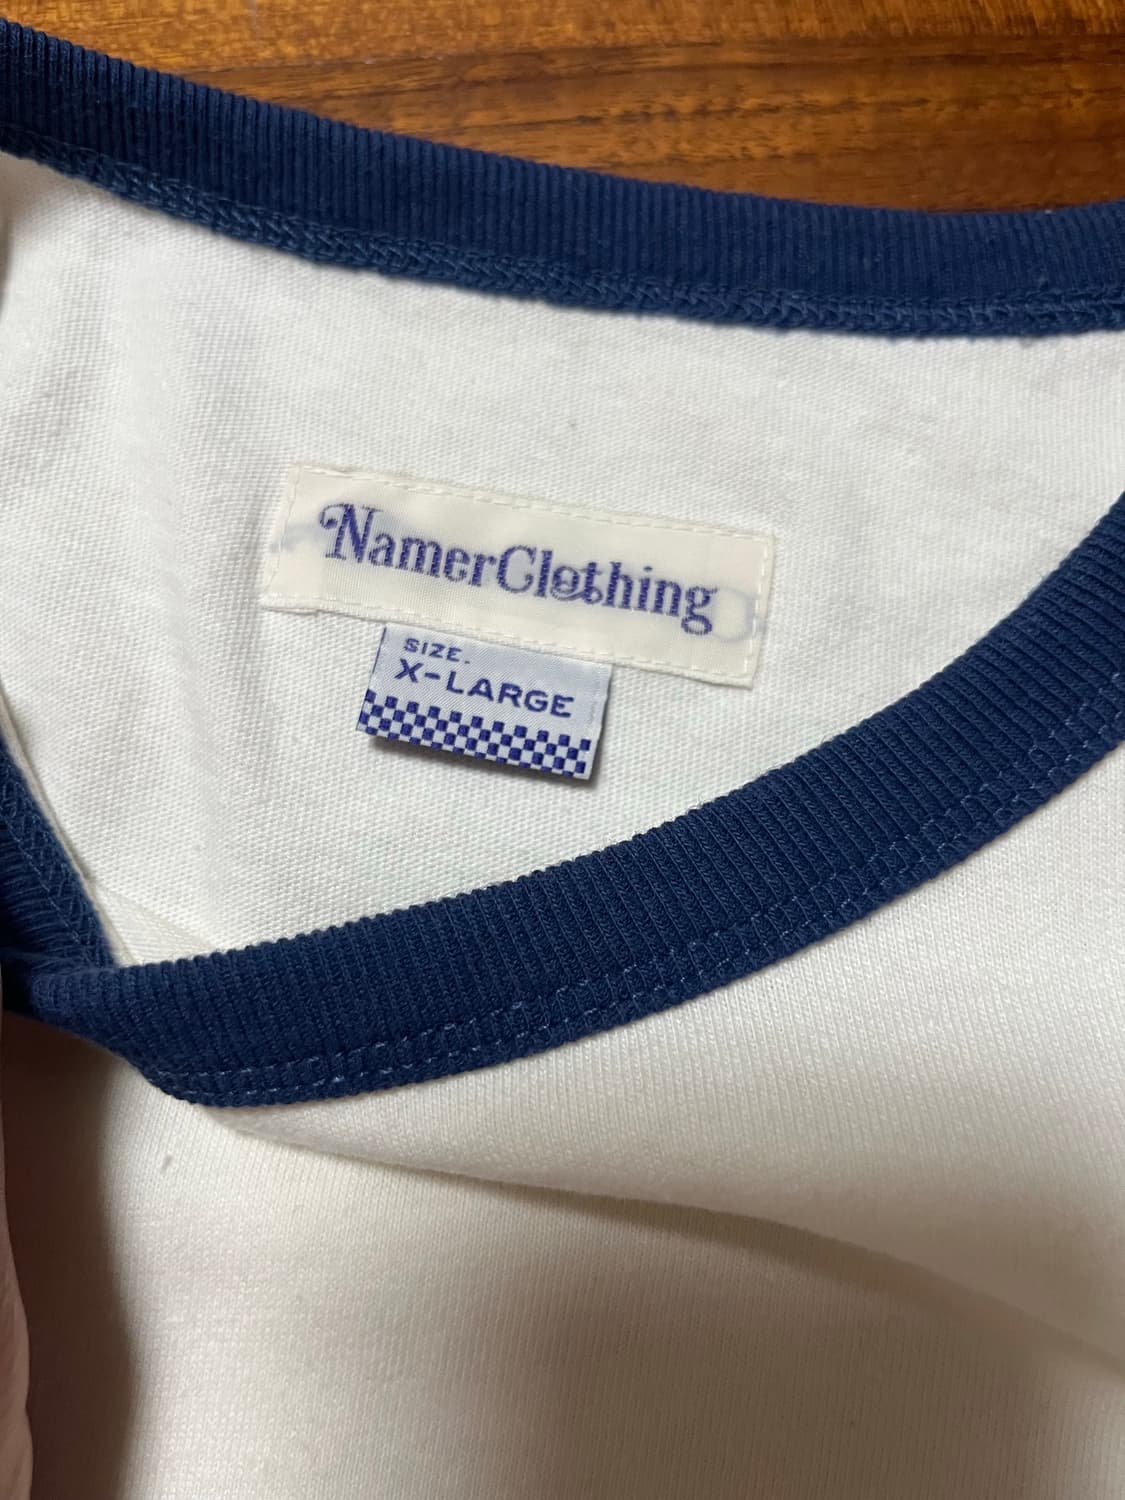 NamerClothing
SIZE.
X-LARGE